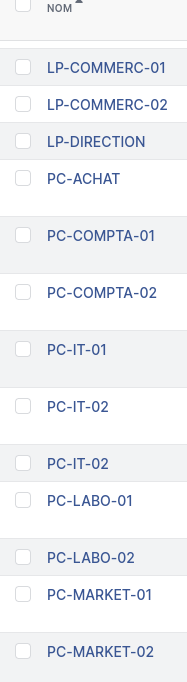 NOM
LP-COMMERC-01
LP-COMMERC-02
LP-DIRECTION
PC-ACHAT
PC-COMPTA-01
PC-COMPTA-02
PC-IT-01
PC-IT-02
PC-IT-02
PC-LABO-01
PC-LABO-02
PC-MARKET-01
PC-MARKET-02